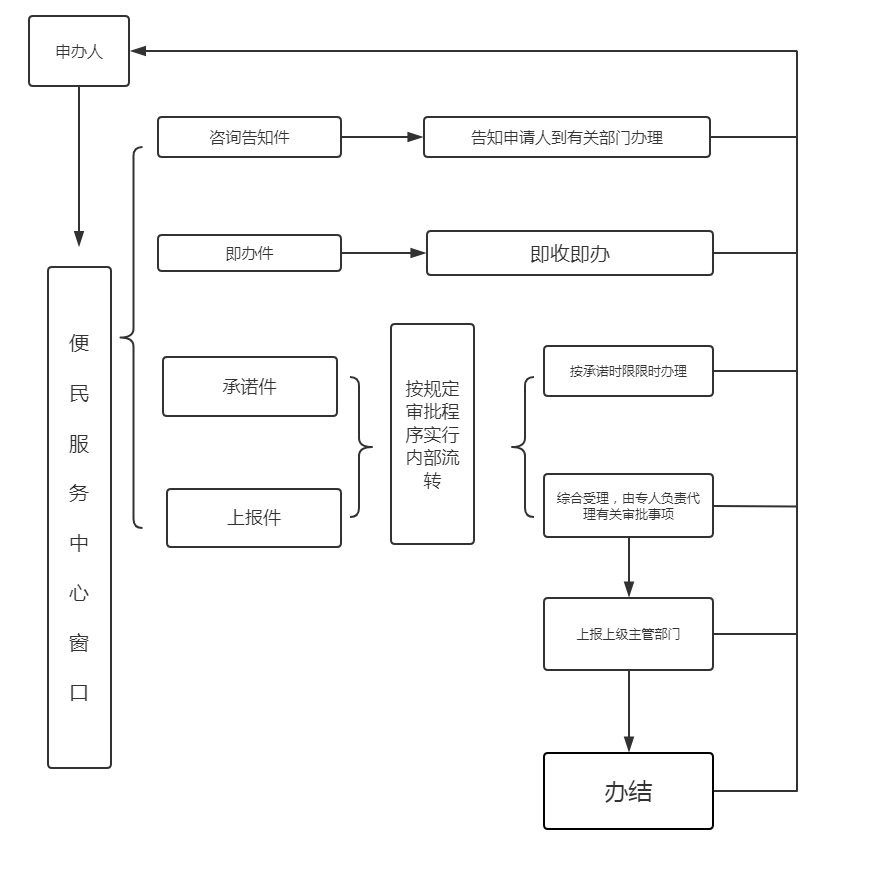 申办人
咨询告知件
告知申请人到有关部门办理
即办件
即收即办
便
民
服
务
中
心
窗
口
承诺件
上报件
按规定
审批程
序实行
内部流
转
按承诺时限限时办理
综合受理，由专人负责代
理有关审批事项
上报上级主管部门
办结